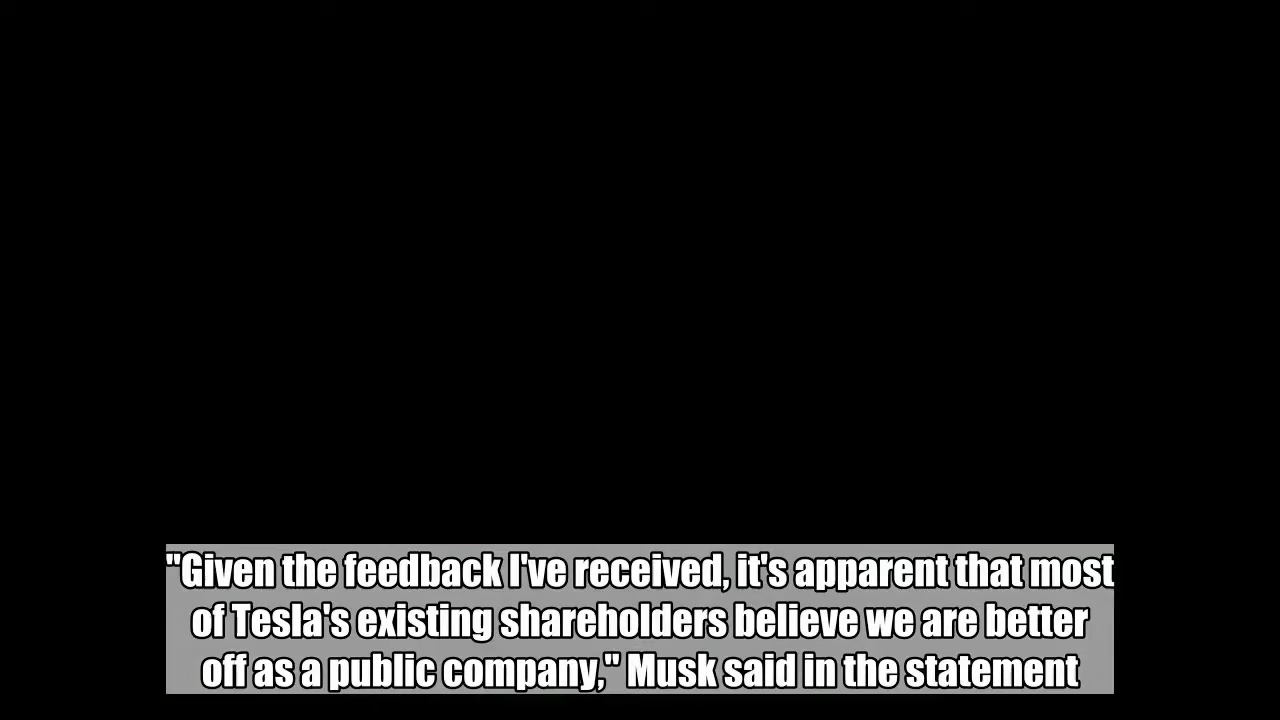 "Given the feedback I've received, it's apparent that most
of Tesla's existing shareholders believe we are better
off as a public company," Musk said in the statement